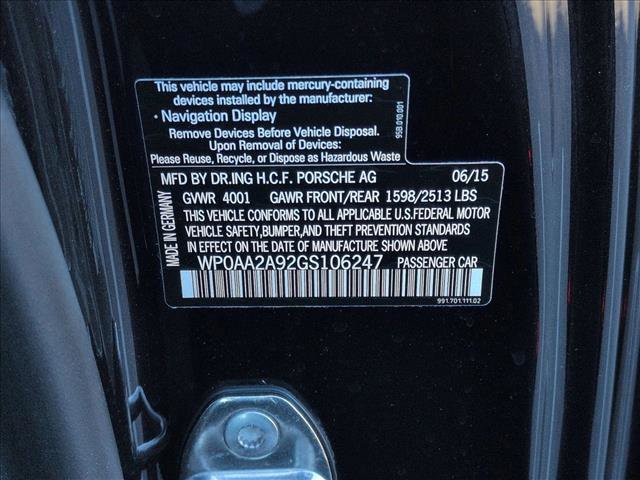 This vehicle may include mercury-containing
devices installed by the manufacturer:
• Navigation Display
Remove Devices Before Vehicle Disposal.
Upon Removal of Devices:
Please Reuse, Recycle, or Dispose as Hazardous Waste
95B.010.001
MFD BY DR.ING H.C.F. PORSCHE AG 06/15
GVWR 4001 GAWR FRONT/REAR 1598/2513 LBS
THIS VEHICLE CONFORMS TO ALL APPLICABLE U.S.FEDERAL MOTOR
VEHICLE SAFETY,BUMPER,AND THEFT PREVENTION STANDARDS
IN EFFECT ON THE DATE OF MANUFACTURE SHOWN ABOVE.
WP0AA2A92GS106247 PASSENGER CAR
MADE IN GERMANY
991.701.111.02